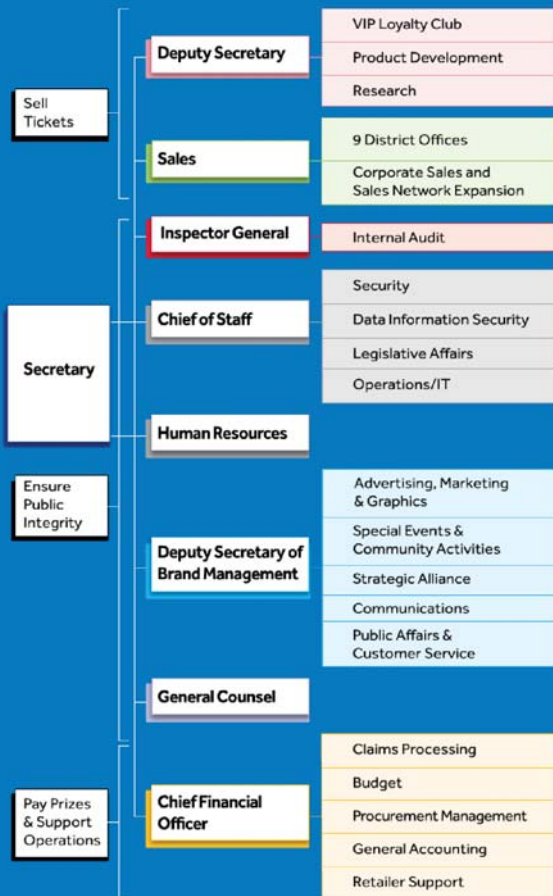 Sell
Tickets
Deputy Secretary
VIP Loyalty Club
Product Development
Research
Sales
9 District Offices
Corporate Sales and
Sales Network Expansion
Secretary
Inspector General
Internal Audit
Chief of Staff
Security
Data Information Security
Legislative Affairs
Operations/IT
Human Resources
Ensure
Public
Integrity
Deputy Secretary of
Brand Management
Advertising, Marketing
& Graphics
Special Events &
Community Activities
Strategic Alliance
Communications
Public Affairs &
Customer Service
General Counsel
Pay Prizes
& Support
Operations
Chief Financial
Officer
Claims Processing
Budget
Procurement Management
General Accounting
Retailer Support